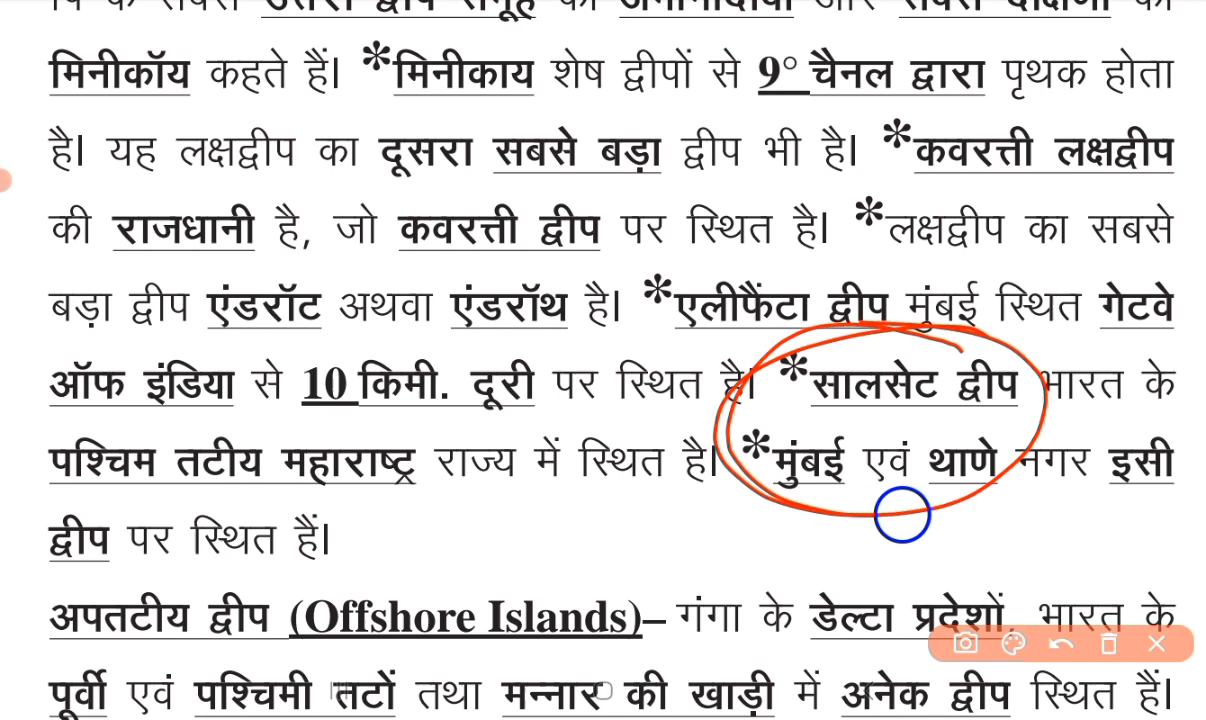 मिनीकॉय कहते हैं। *मिनीकाय शेष द्वीपों से 9° चैनल द्वारा पृथक होता
है। यह लक्षद्वीप का दूसरा सबसे बड़ा द्वीप भी है। *कवरत्ती लक्षद्वीप
की राजधानी है, जो कवरत्ती द्वीप पर स्थित है। *लक्षद्वीप का सबसे
बड़ा द्वीप एंडरॉट अथवा एंडरॉथ है। *एलीफैंटा द्वीप मुंबई स्थित गेटवे
ऑफ इंडिया से 10 किमी. दूरी पर स्थित है। *सालसेट द्वीप भारत के
पश्चिम तटीय महाराष्ट्र राज्य में स्थित है। *मुंबई एवं थाणे नगर इसी
द्वीप पर स्थित हैं।
अपतटीय द्वीप (Offshore Islands)– गंगा के डेल्टा प्रदेशों, भारत के
पूर्वी एवं पश्चिमी तटों तथा मन्नार की खाड़ी में अनेक द्वीप स्थित हैं।